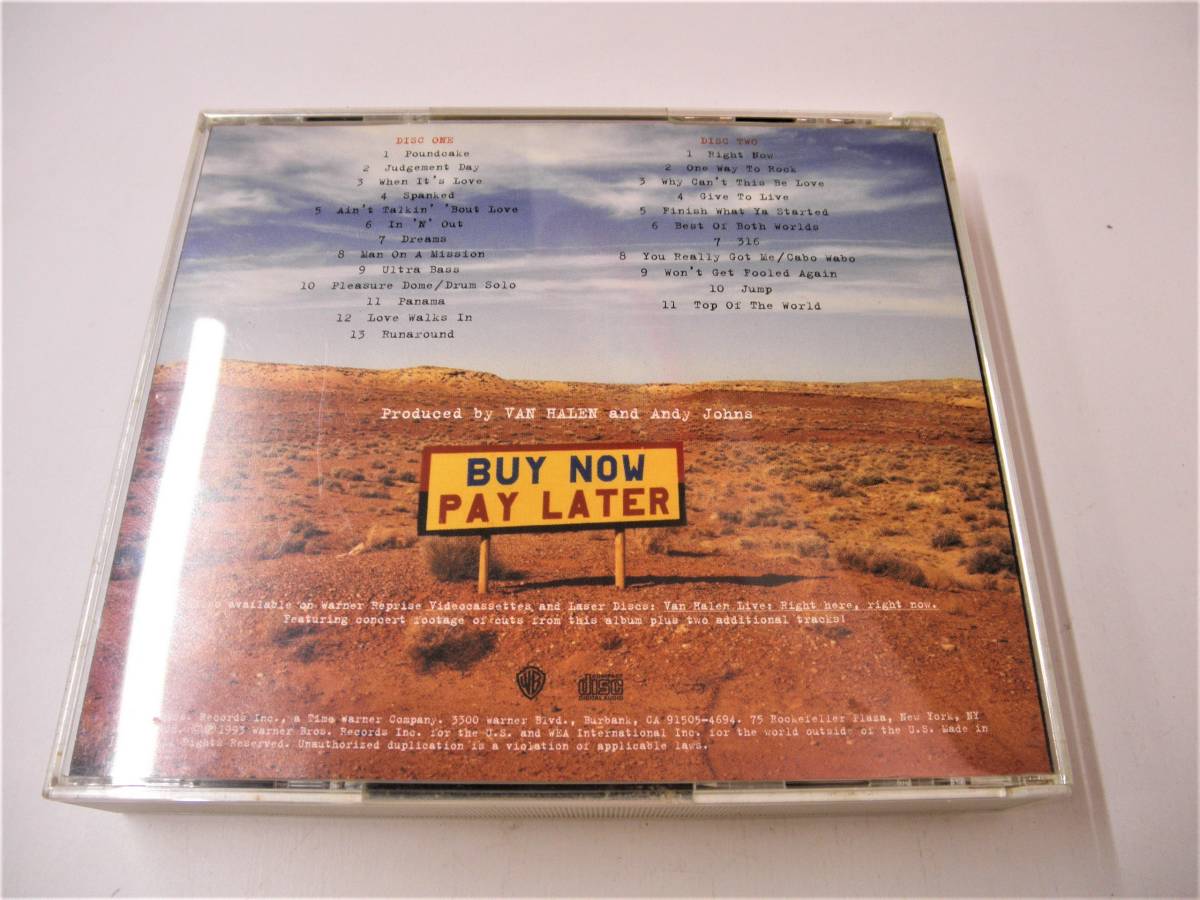 DISC ONE
1 Poundcake
2 Judgement Day
3 When It's Love
4 Spanked
5 Ain't Talkin' 'Bout Love
6 In 'N' Out
7 Dreams
8 Man On A Mission
9 Ultra Bass
10 Pleasure Dome/Drum Solo
11 Panama
12 Love Walks In
13 Runaround
DISC TWO
1 Right Now
2 One Way To Rock
3 Why Can't This Be Love
4 Give To Live
5 Finish What Ya Started
6 Best Of Both Worlds
7 316
8 You Really Got Me/Cabo Wabo
9 Won't Get Fooled Again
10 Jump
11 Top Of The World
Produced by VAN HALEN and Andy Johns
BUY NOW
PAY LATER
available on Warner Reprise Videocassettes and Laser Discs: Van Halen Live: Right here, right now.
Featuring concert footage of cuts from this album plus two additional tracks!
WB
COMPACT
disc
DIGITAL AUDIO
Records Inc., a Time Warner Company. 3300 Warner Blvd., Burbank, CA 91505-4694. 75 Rockefeller Plaza, New York, NY
© ℗ 1993 Warner Bros. Records Inc. for the U.S. and WEA International Inc. for the world outside of the U.S. Made in
Rights Reserved. Unauthorized duplication is a violation of applicable laws.